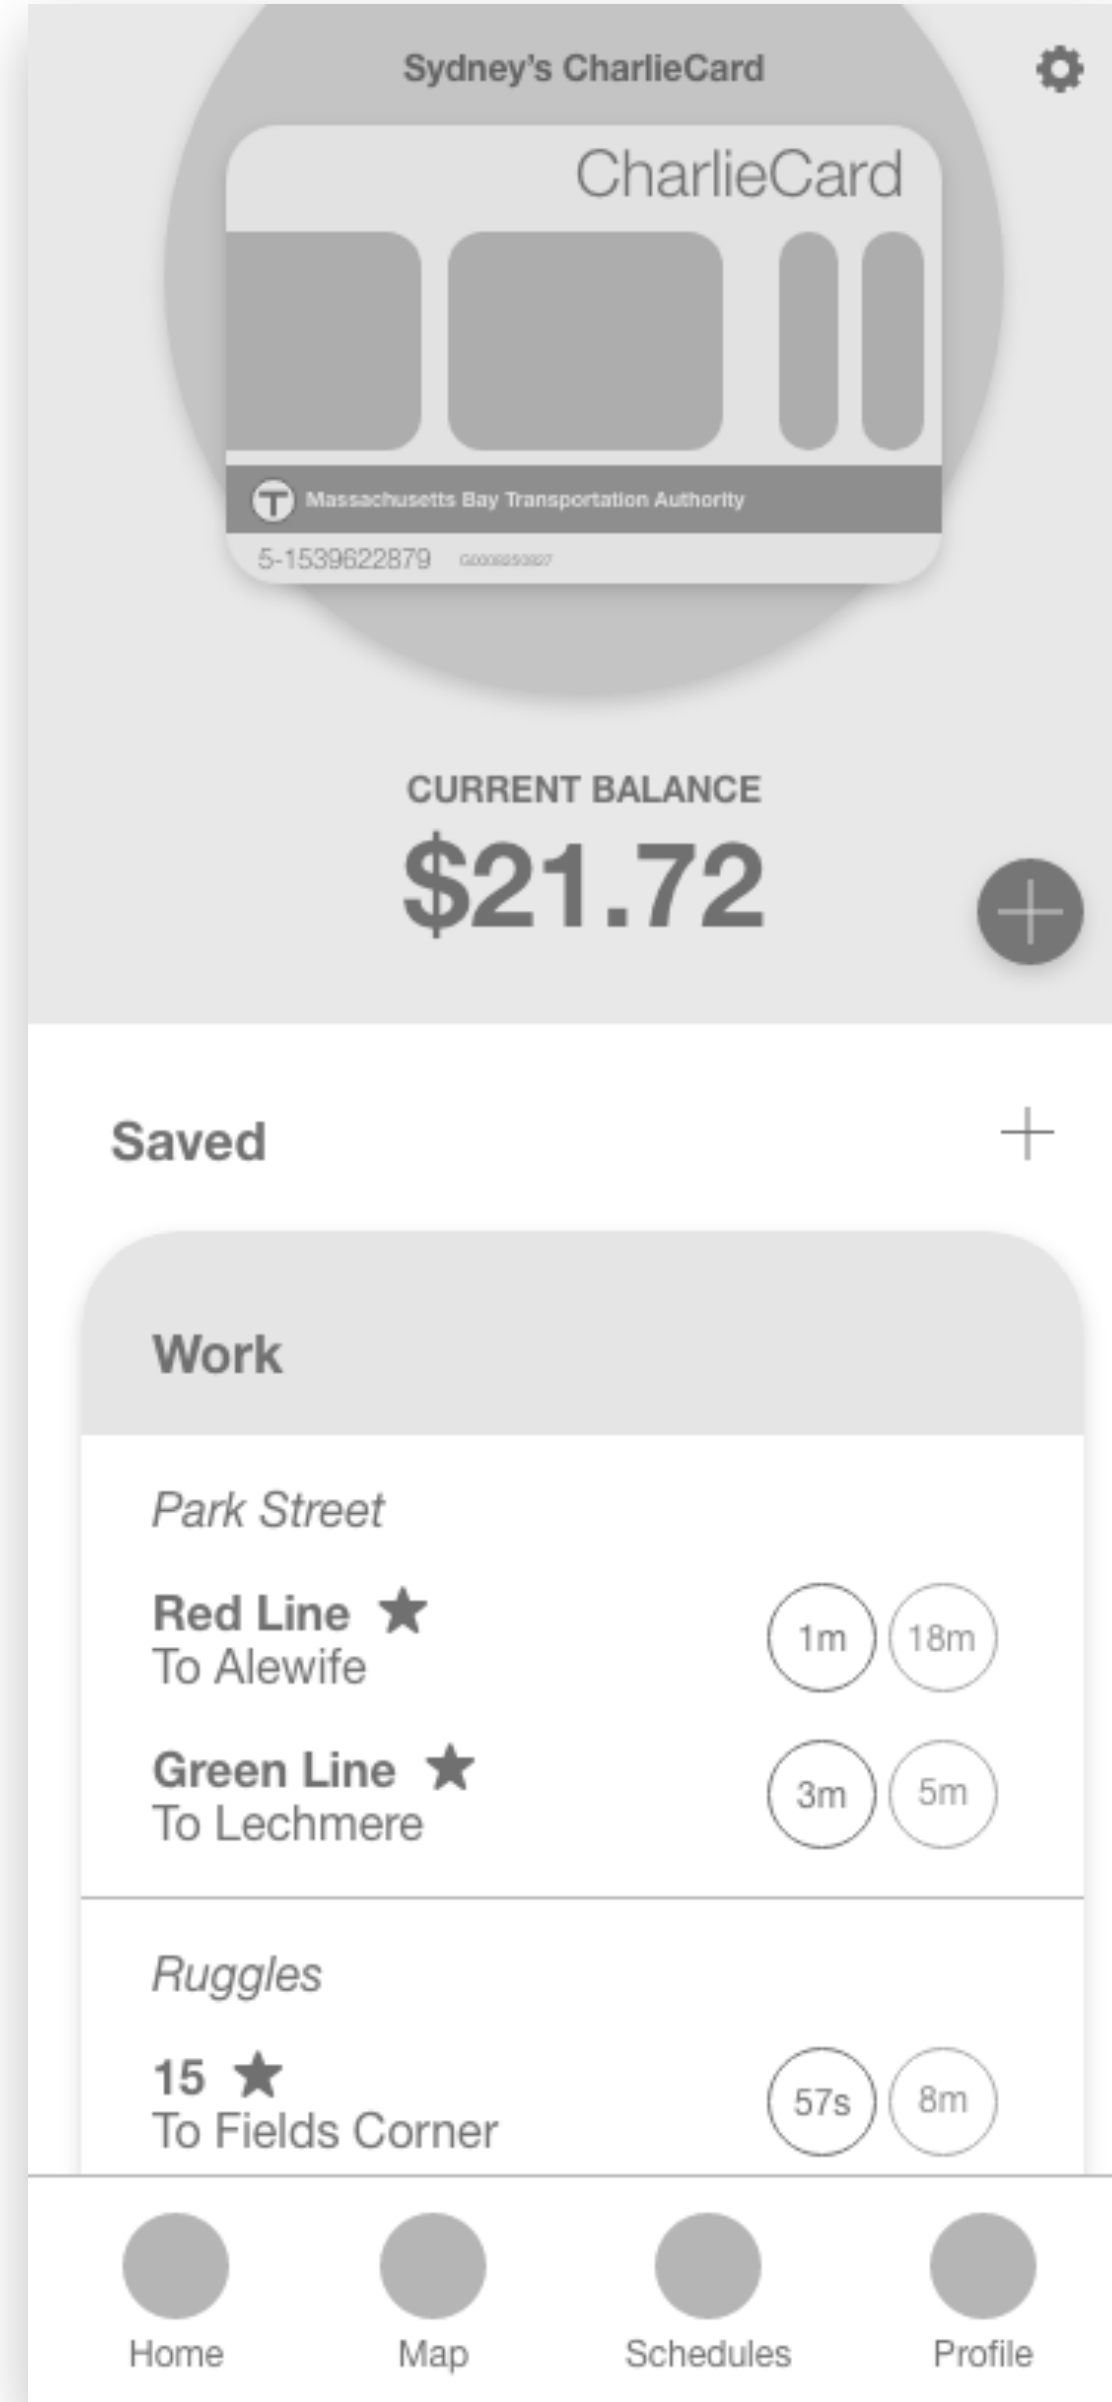 Sydney’s CharlieCard
CharlieCard
T Massachusetts Bay Transportation Authority
5-1539622879
CURRENT BALANCE
$21.72
Saved
Work
Park Street
Red Line
To Alewife
1m 18m
Green Line
To Lechmere
3m 5m
Ruggles
15
To Fields Corner
57s 8m
Home Map Schedules Profile